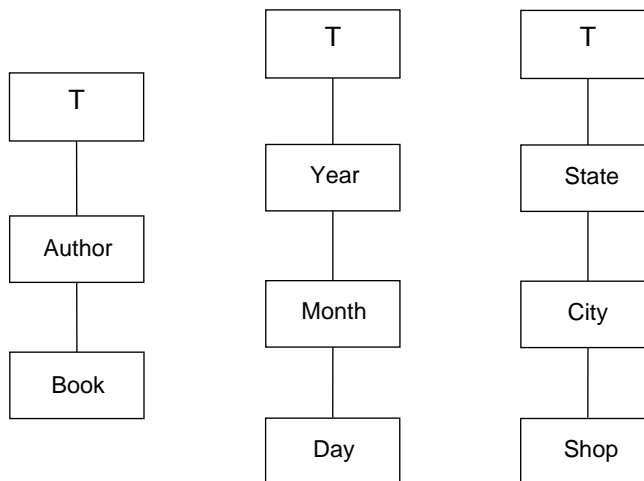 T
Author
Book
T
Year
Month
Day
T
State
City
Shop